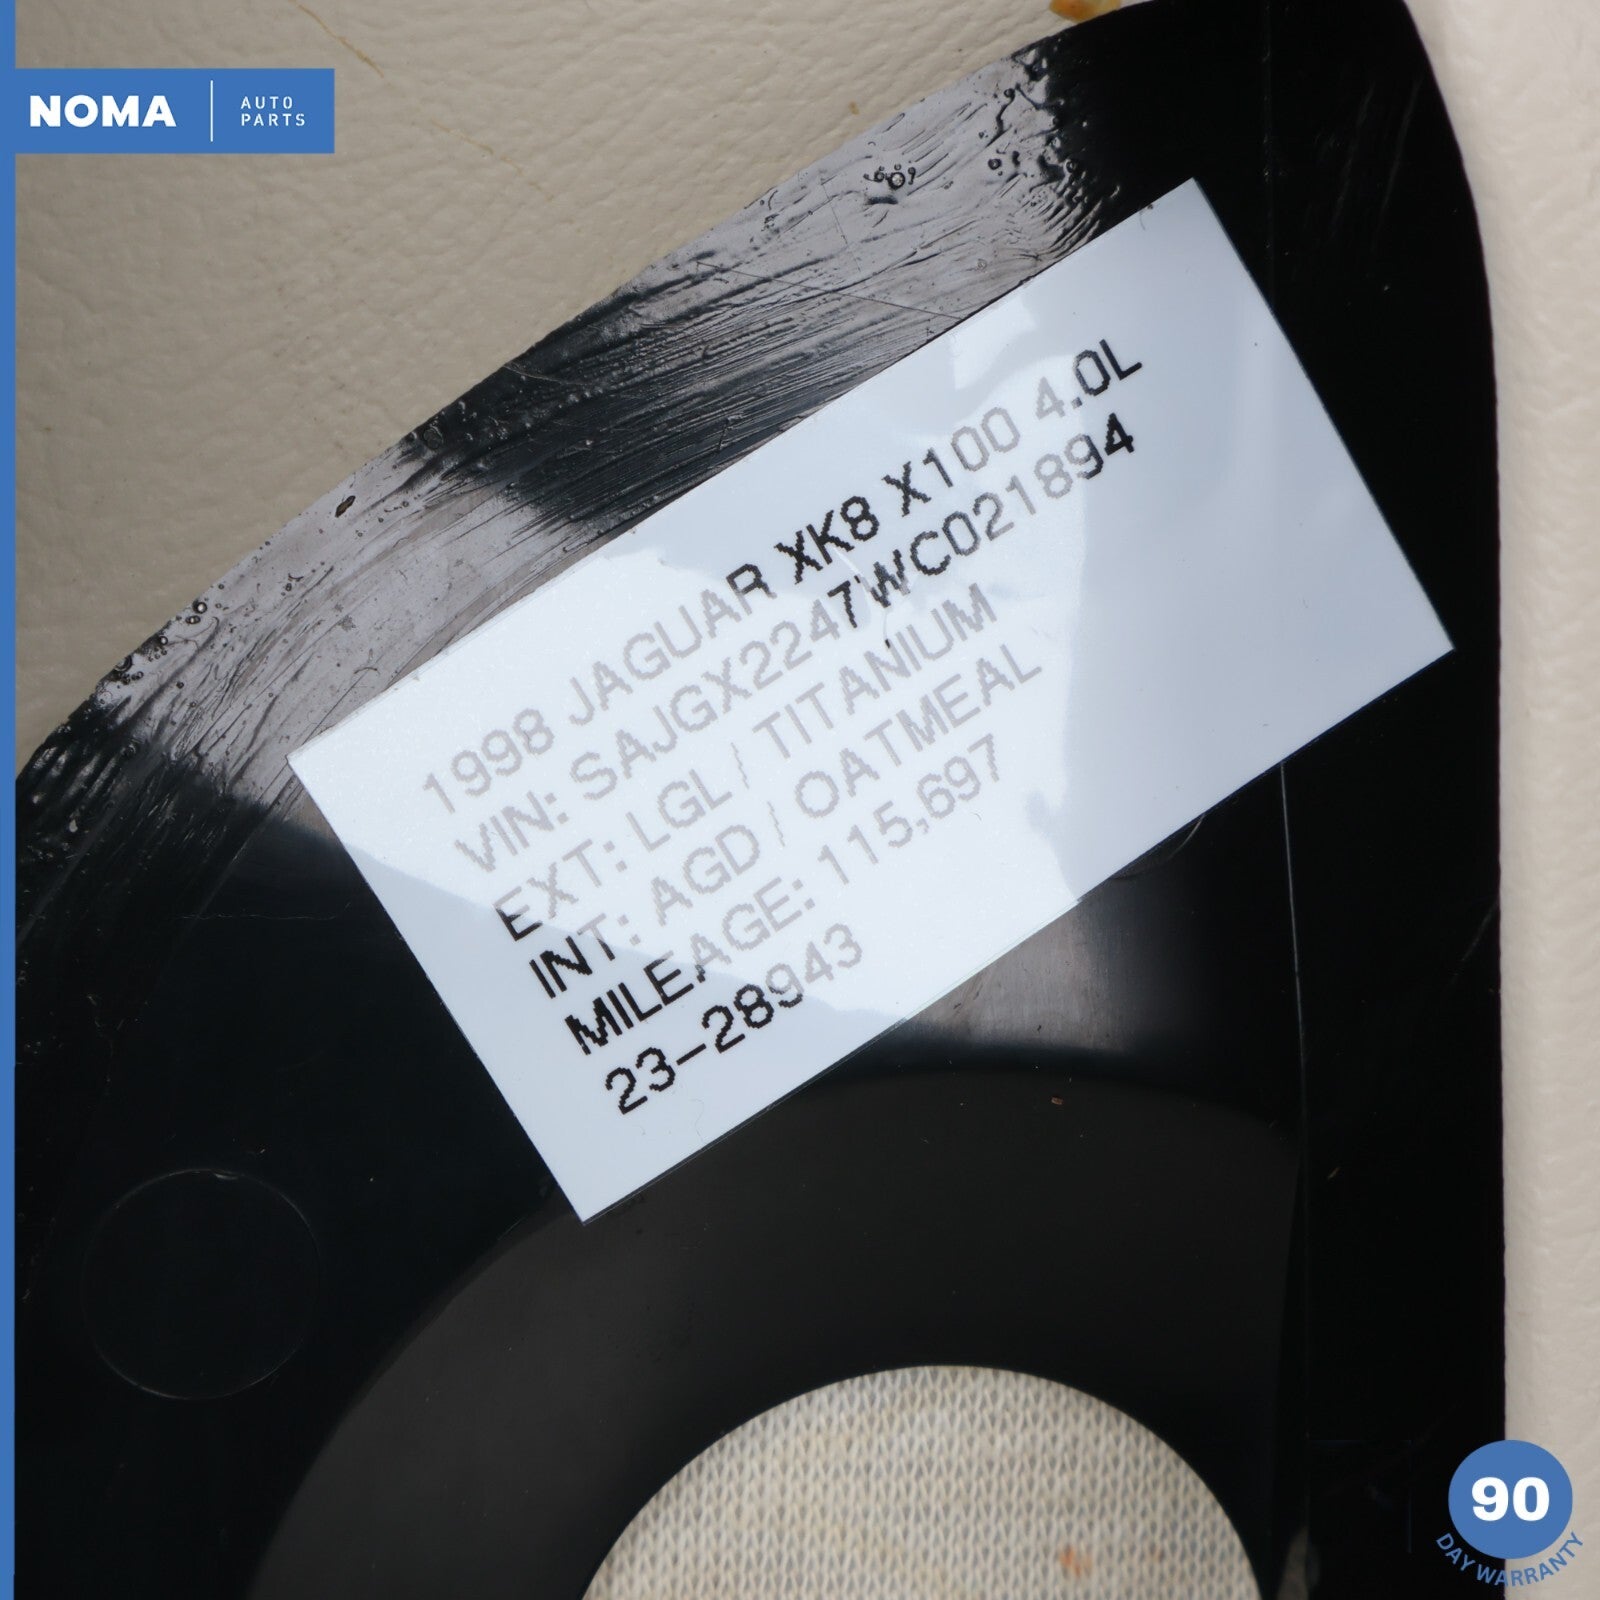 NOMA
AUTO
PARTS
1998 JAGUAR XK8 X100 4.0L
VIN: SAJGX2247WC021894
EXT: LGL / TITANIUM
INT: AGD / OATMEAL
MILEAGE: 115,697
23-28943
90
DAY WARRANTY